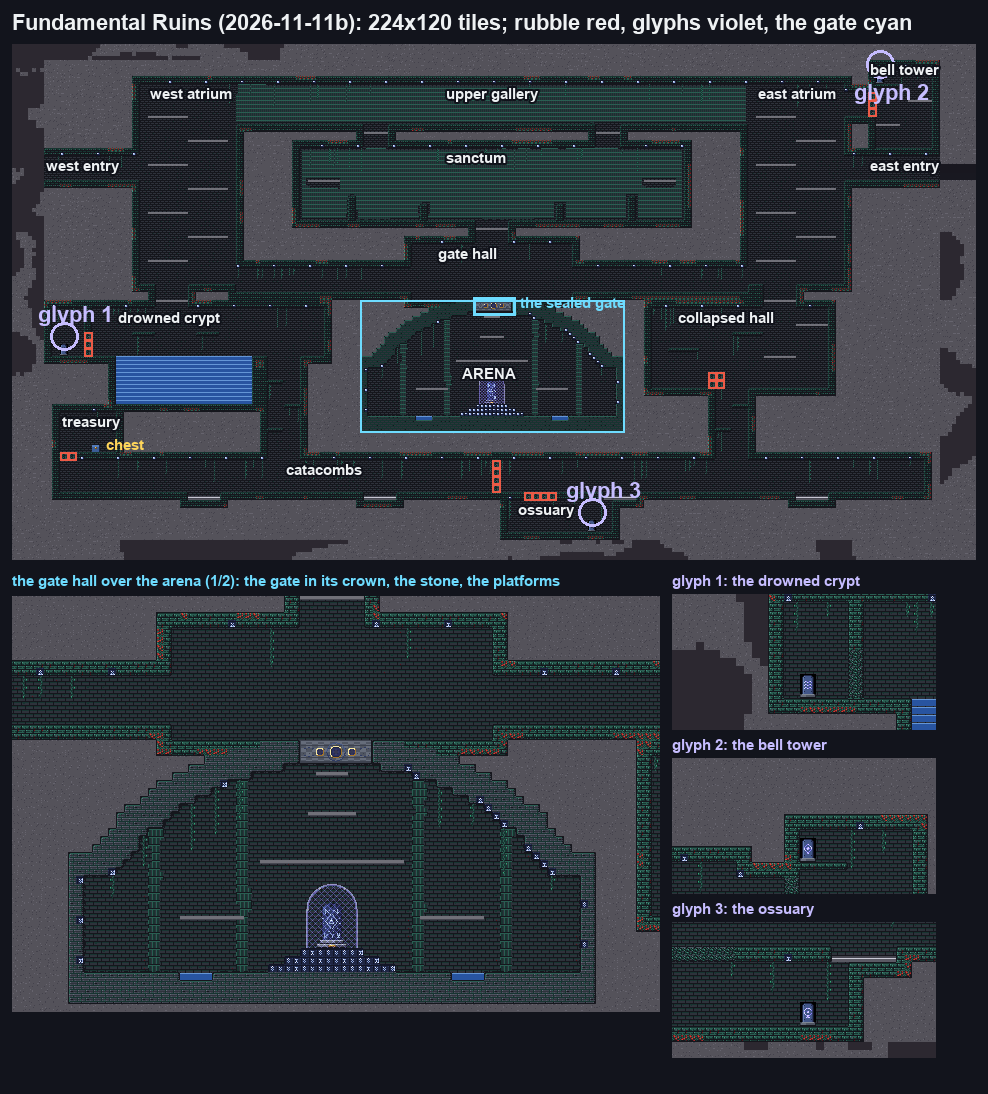 Fundamental Ruins (2026-11-11b): 224x120 tiles; rubble red, glyphs violet, the gate cyan
bell tower
glyph 2
west atrium
upper gallery
east atrium
sanctum
west entry
east entry
gate hall
the sealed gate
glyph 1
drowned crypt
collapsed hall
ARENA
treasury
chest
catacombs
glyph 3
ossuary
the gate hall over the arena (1/2): the gate in its crown, the stone, the platforms
glyph 1: the drowned crypt
glyph 2: the bell tower
glyph 3: the ossuary